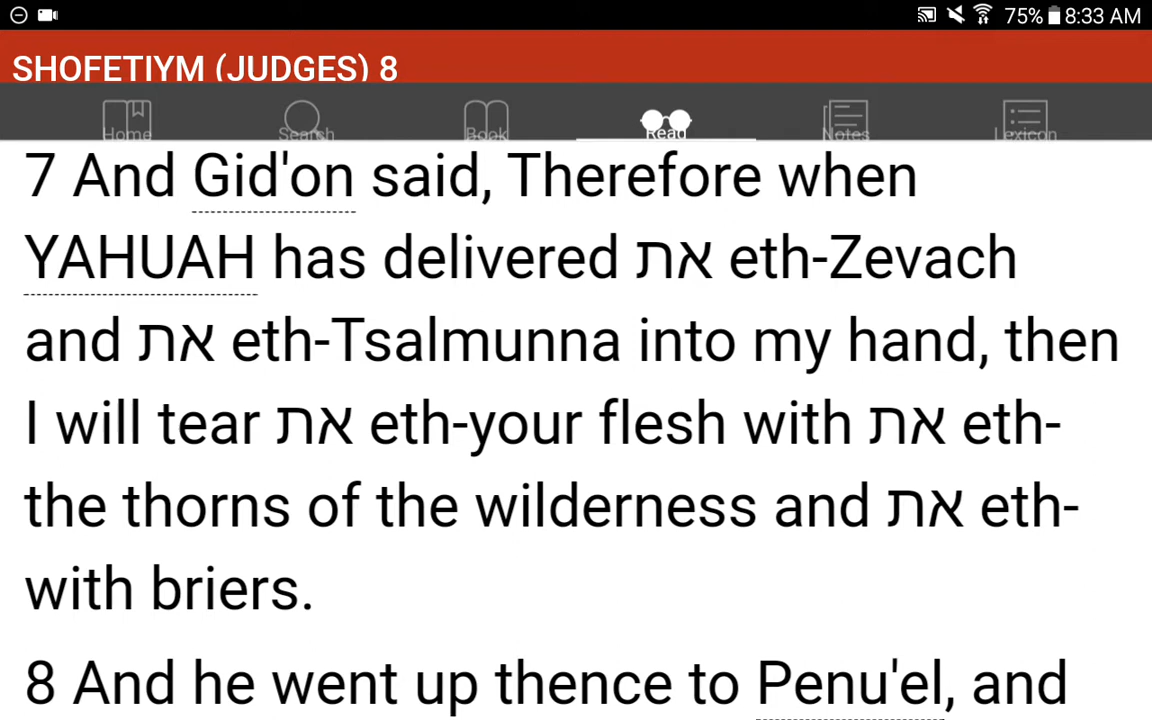 75% 8:33 AM
SHOFETIYM (JUDGES) 8
Home Search Book Read Notes Lexicon
7 And Gid'on said, Therefore when
YAHUAH has delivered את eth-Zevach
and את eth-Tsalmunna into my hand, then
I will tear את eth-your flesh with את eth-
the thorns of the wilderness and את eth-
with briers.
8 And he went up thence to Penu'el, and